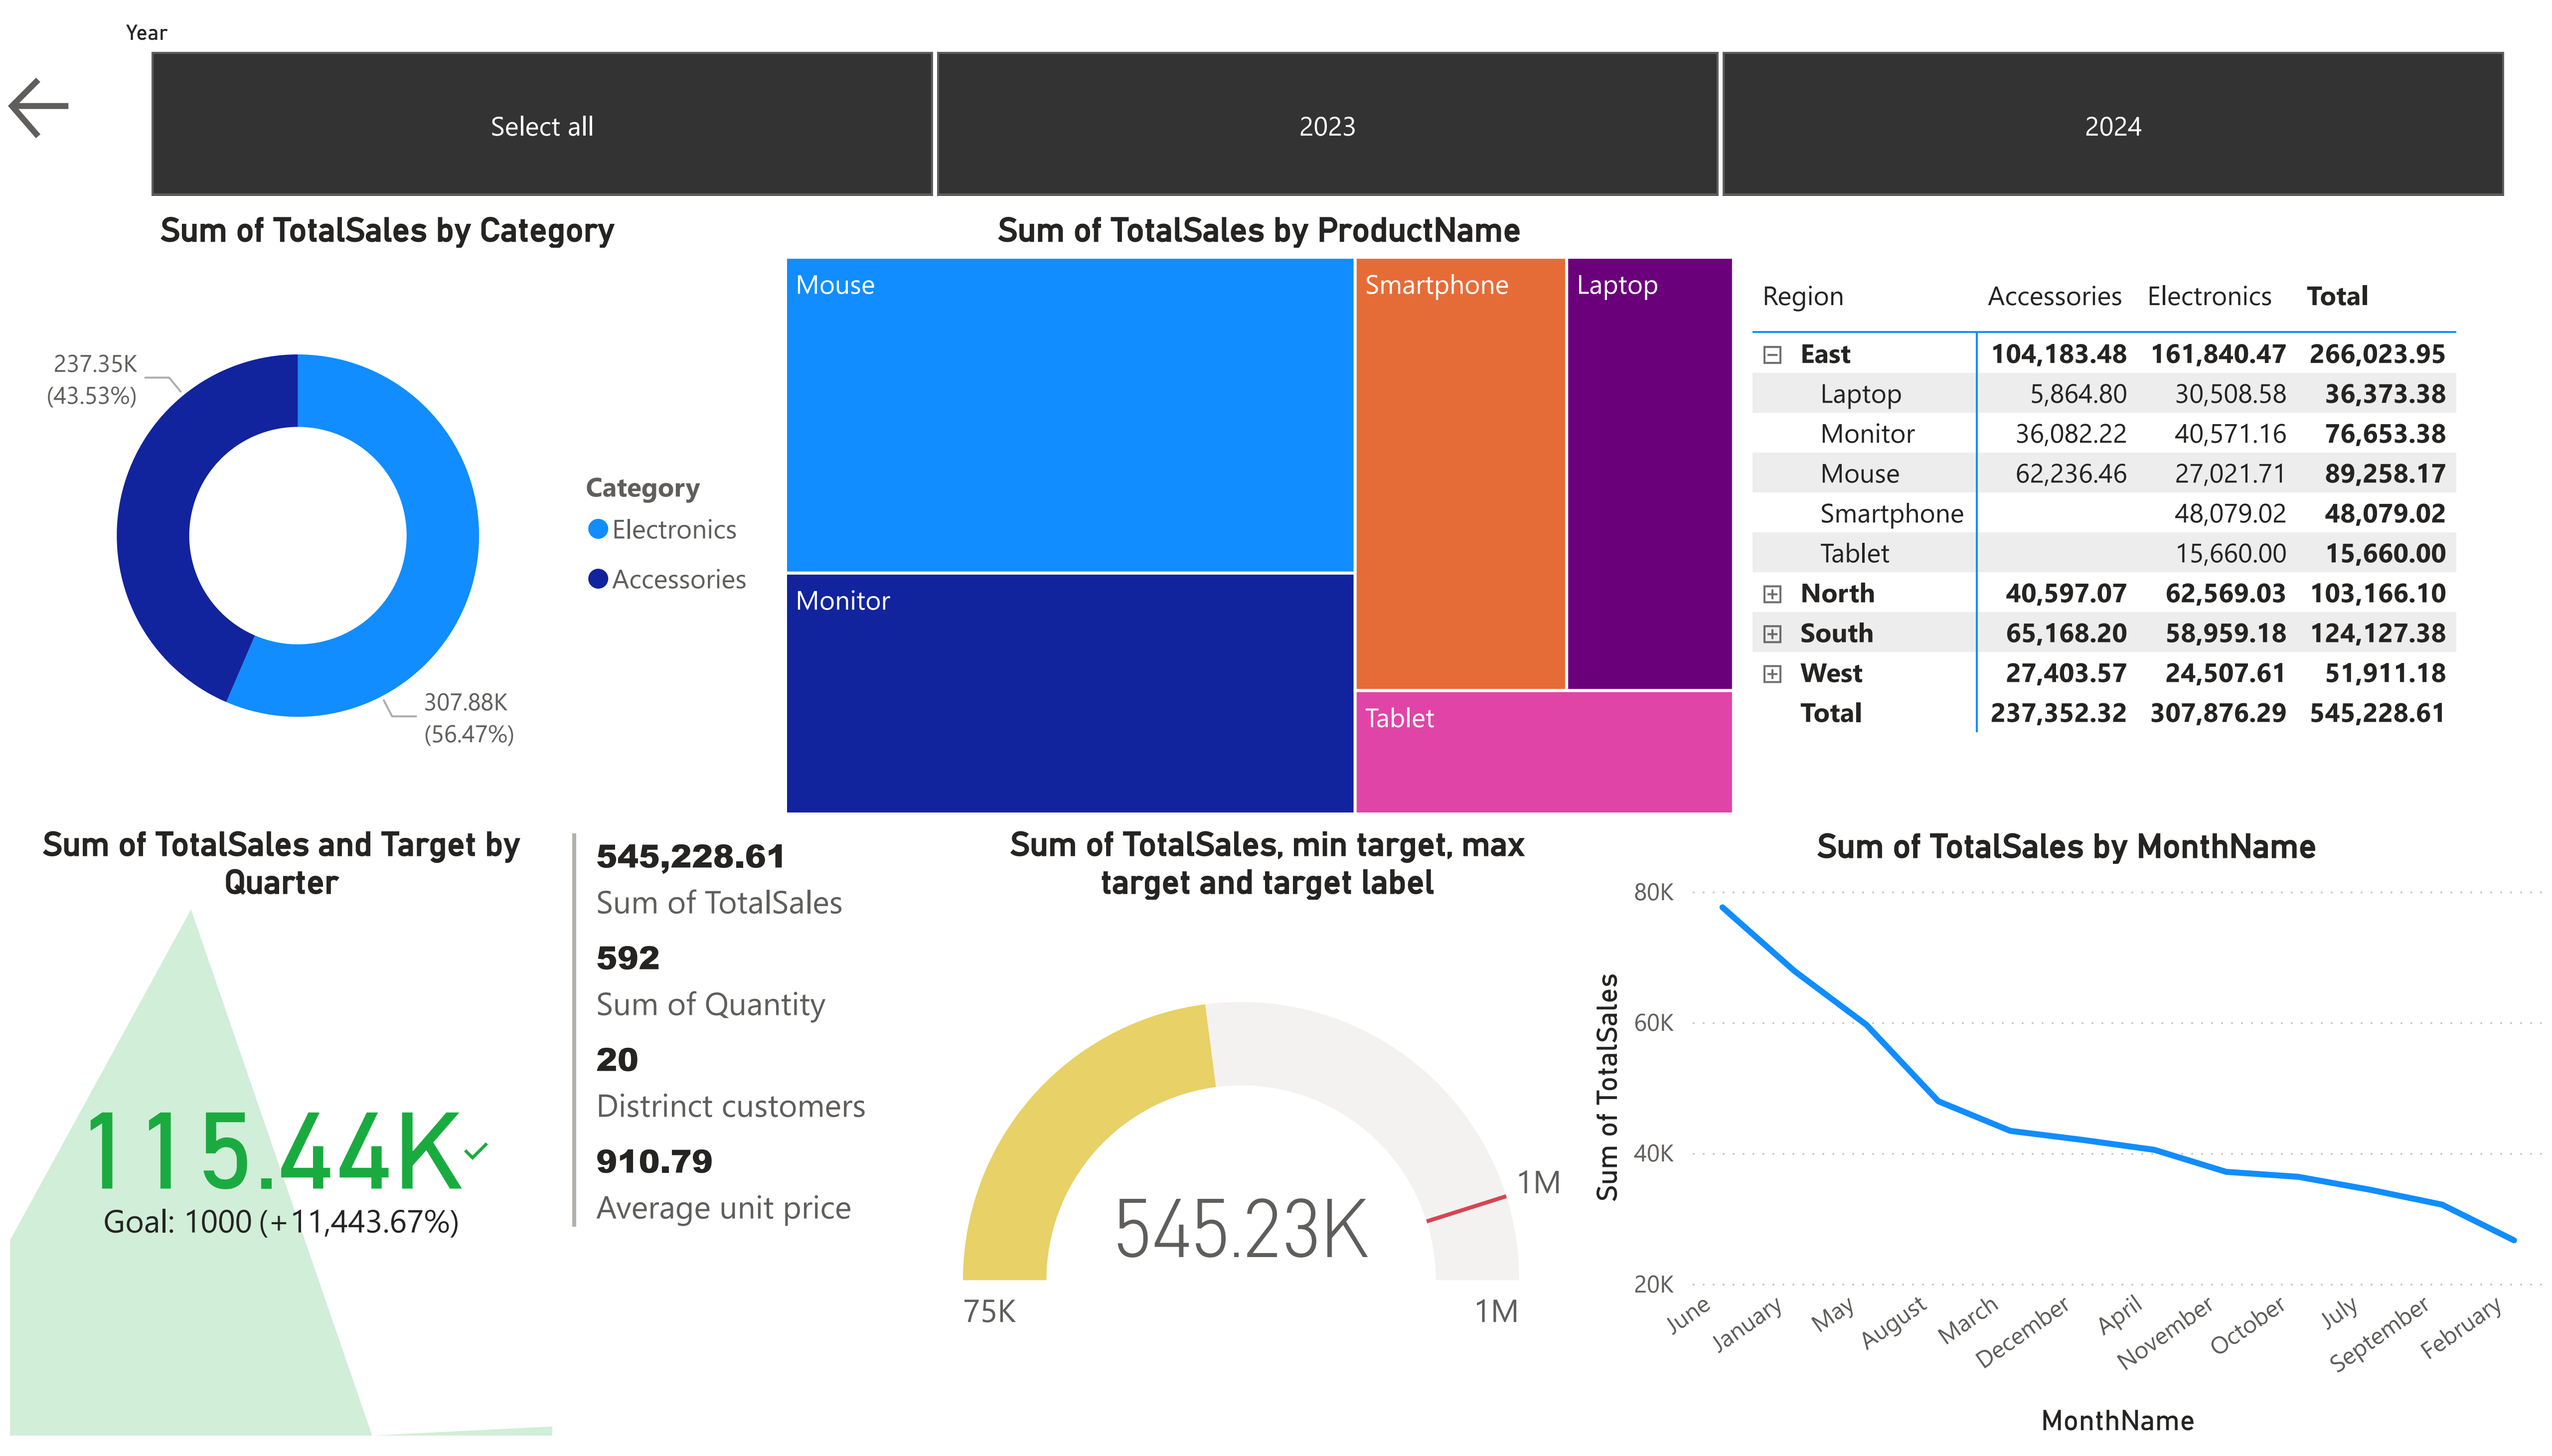 Year
Select all
2023
2024
Sum of TotalSales by Category
237.35K
(43.53%)
307.88K
(56.47%)
Category
Electronics
Accessories
Sum of TotalSales by ProductName
Mouse
Smartphone
Laptop
Monitor
Tablet
Region Accessories Electronics Total
East 104,183.48 161,840.47 266,023.95
Laptop 5,864.80 30,508.58 36,373.38
Monitor 36,082.22 40,571.16 76,653.38
Mouse 62,236.46 27,021.71 89,258.17
Smartphone 48,079.02 48,079.02
Tablet 15,660.00 15,660.00
North 40,597.07 62,569.03 103,166.10
South 65,168.20 58,959.18 124,127.38
West 27,403.57 24,507.61 51,911.18
Total 237,352.32 307,876.29 545,228.61
Sum of TotalSales and Target by
Quarter
115.44K
Goal: 1000 (+11,443.67%)
545,228.61
Sum of TotalSales
592
Sum of Quantity
20
Distrinct customers
910.79
Average unit price
Sum of TotalSales, min target, max
target and target label
1M
545.23K
75K
1M
Sum of TotalSales by MonthName
Sum of TotalSales
80K
60K
40K
20K
June
January
May
August
March
December
April
November
October
July
September
February
MonthName